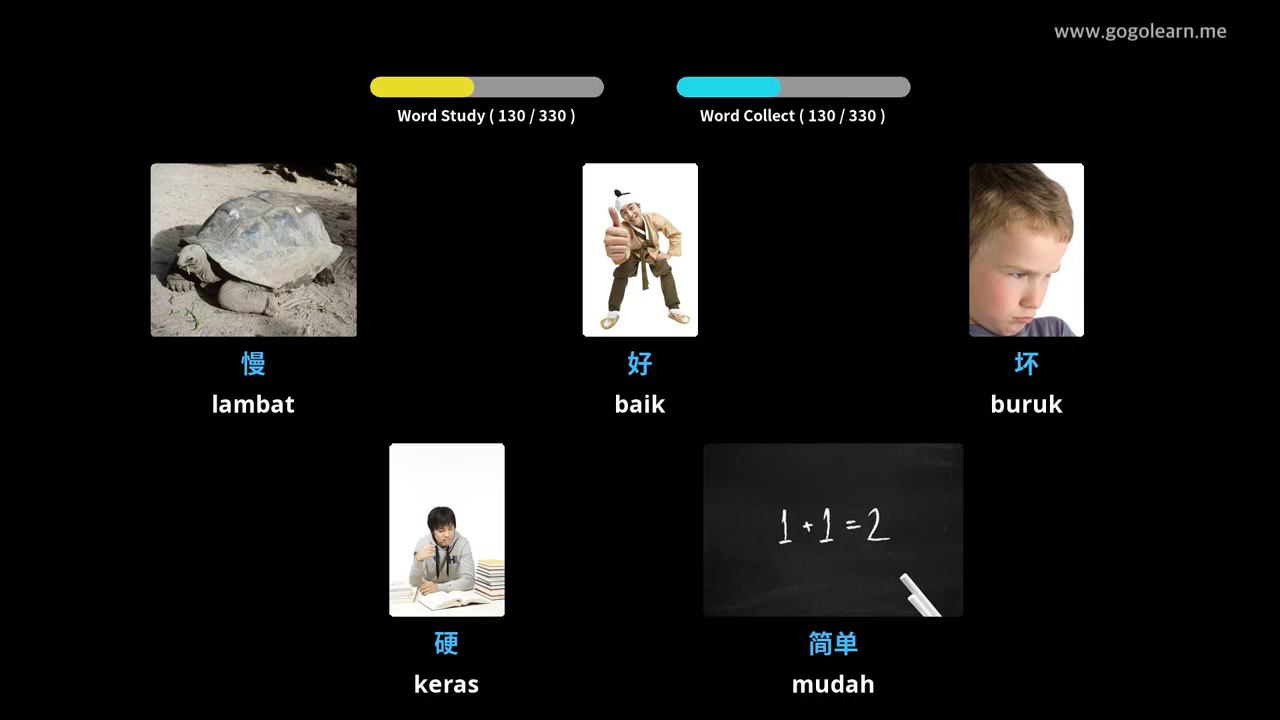 www.gogolearn.me
Word Study ( 130 / 330 )
Word Collect ( 130 / 330 )
慢
lambat
好
baik
坏
buruk
1 + 1 = 2
硬
keras
简单
mudah